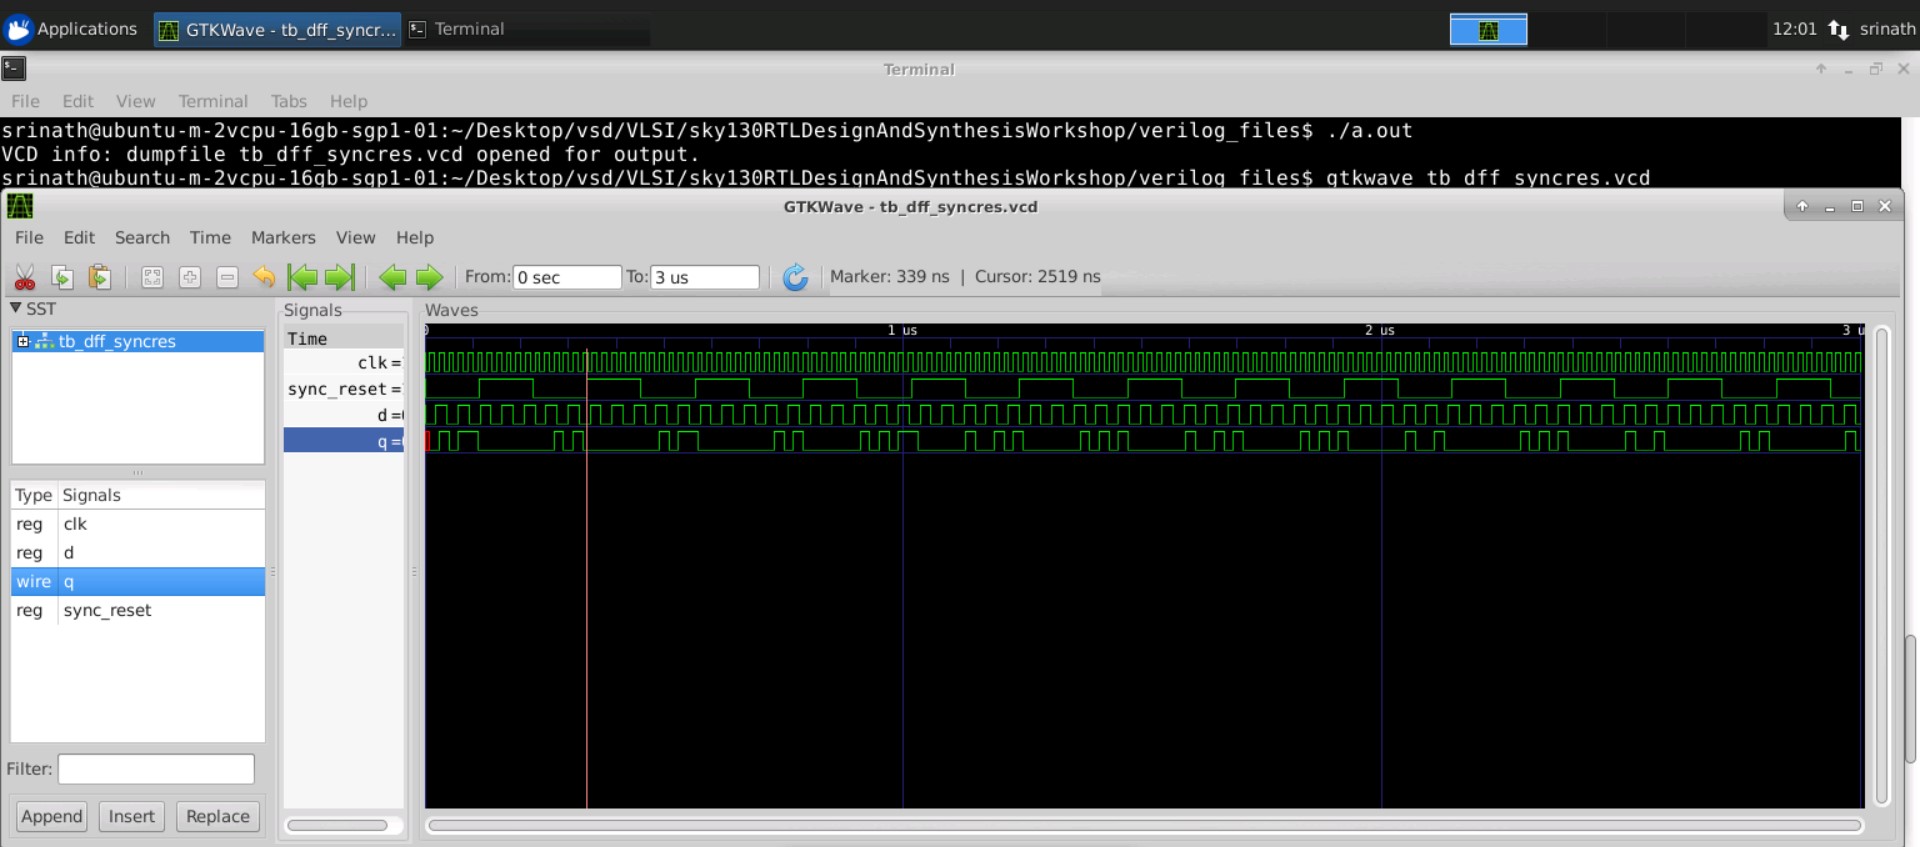 Applications GTKWave - tb_dff_syncr... Terminal 12:01 srinath
Terminal
File Edit View Terminal Tabs Help
srinath@ubuntu-m-2vcpu-16gb-sgp1-01:~/Desktop/vsd/VLSI/sky130RTLDesignAndSynthesisWorkshop/verilog_files$ ./a.out
VCD info: dumpfile tb_dff_syncres.vcd opened for output.
srinath@ubuntu-m-2vcpu-16gb-sgp1-01:~/Desktop/vsd/VLSI/sky130RTLDesignAndSynthesisWorkshop/verilog_files$ gtkwave tb_dff_syncres.vcd
GTKWave - tb_dff_syncres.vcd
File Edit Search Time Markers View Help
From: 0 sec To: 3 us Marker: 339 ns | Cursor: 2519 ns
SST
tb_dff_syncres
Type Signals
reg clk
reg d
wire q
reg sync_reset
Filter:
Append Insert Replace
Signals
Time
clk =
sync_reset =
d =
q =
Waves
1 us 2 us 3 u